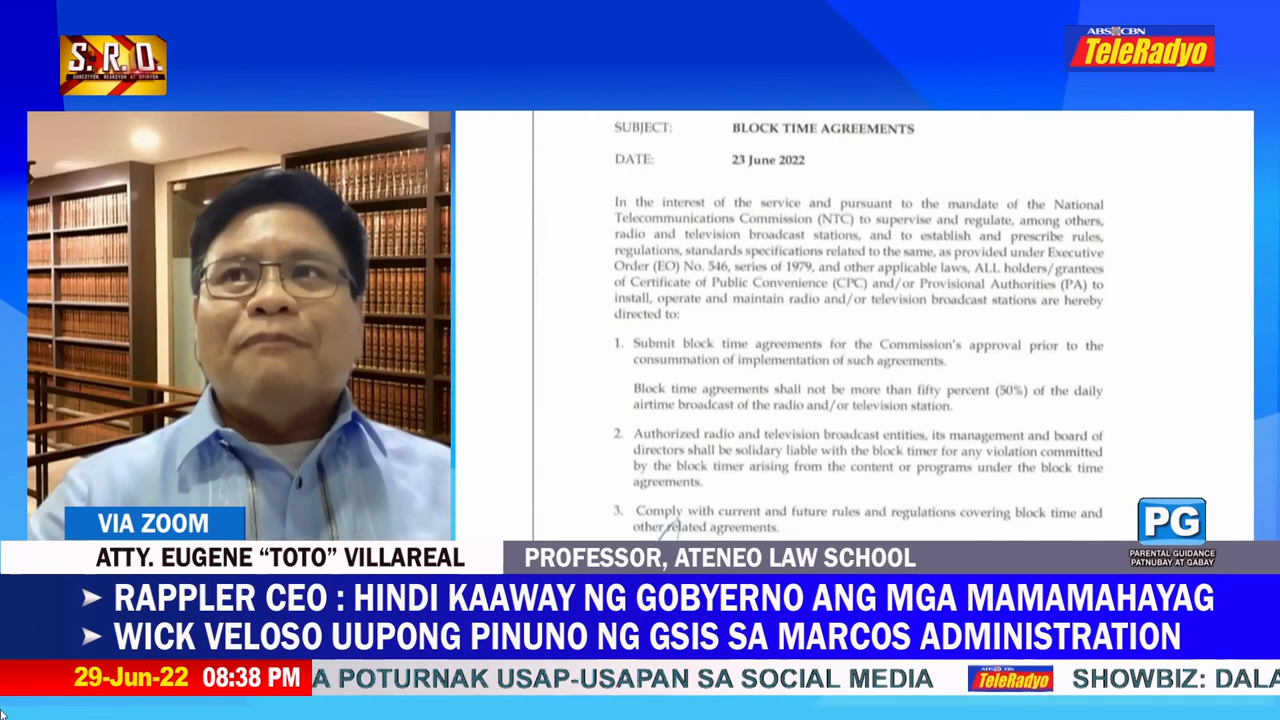 S.R.O.
SUHESTIYON, REAKSYON AT OPINYON
ABS-CBN
TeleRadyo
SUBJECT: BLOCK TIME AGREEMENTS
DATE: 23 June 2022
In the interest of the service and pursuant to the mandate of the National
Telecommunications Commission (NTC) to supervise and regulate, among others,
radio and television broadcast stations, and to establish and prescribe rules,
regulations, standards specifications related to the same, as provided under Executive
Order (EO) No. 546, series of 1979, and other applicable laws, ALL holders/grantees
of Certificate of Public Convenience (CPC) and/or Provisional Authorities (PA) to
install, operate and maintain radio and/or television broadcast stations are hereby
directed to:
1. Submit block time agreements for the Commission's approval prior to the
consummation of implementation of such agreements.
Block time agreements shall not be more than fifty percent (50%) of the daily
airtime broadcast of the radio and/or television station.
2. Authorized radio and television broadcast entities, its management and board of
directors shall be solidary liable with the block timer for any violation committed
by the block timer arising from the content or programs under the block time
agreements.
3. Comply with current and future rules and regulations covering block time and
other related agreements.
PG
PARENTAL GUIDANCE
PATNUBAY AT GABAY
VIA ZOOM
ATTY. EUGENE “TOTO” VILLAREAL PROFESSOR, ATENEO LAW SCHOOL
➢ RAPPLER CEO : HINDI KAAWAY NG GOBYERNO ANG MGA MAMAMAHAYAG
➢ WICK VELOSO UUPONG PINUNO NG GSIS SA MARCOS ADMINISTRATION
29-Jun-22 08:38 PM A POTURNAK USAP-USAPAN SA SOCIAL MEDIA ABS-CBN TeleRadyo SHOWBIZ: DALA